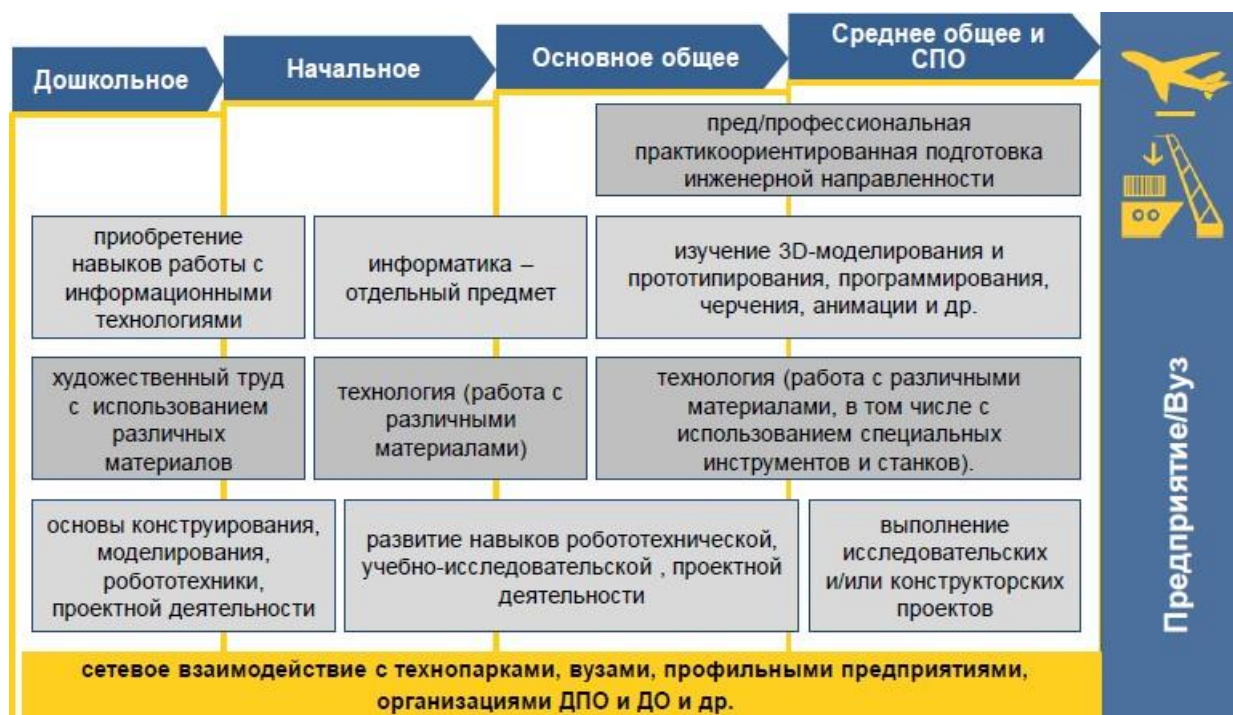 Дошкольное
Начальное
Основное общее
Среднее общее и
СПО
пред/профессиональная
практикоориентированная подготовка
инженерной направленности
приобретение
навыков работы с
информационными
технологиями
информатика –
отдельный предмет
изучение 3D-моделирования и
прототипирования, программирования,
черчения, анимации и др.
художественный труд
с использованием
различных
материалов
технология (работа с
различными
материалами)
технология (работа с различными
материалами, в том числе с
использованием специальных
инструментов и станков).
основы конструирования,
моделирования,
робототехники,
проектной деятельности
развитие навыков робототехнической,
учебно-исследовательской , проектной
деятельности
выполнение
исследовательских
и/или конструкторских
проектов
сетевое взаимодействие с технопарками, вузами, профильными предприятиями,
организациями ДПО и ДО и др.
Предприятие/Вуз